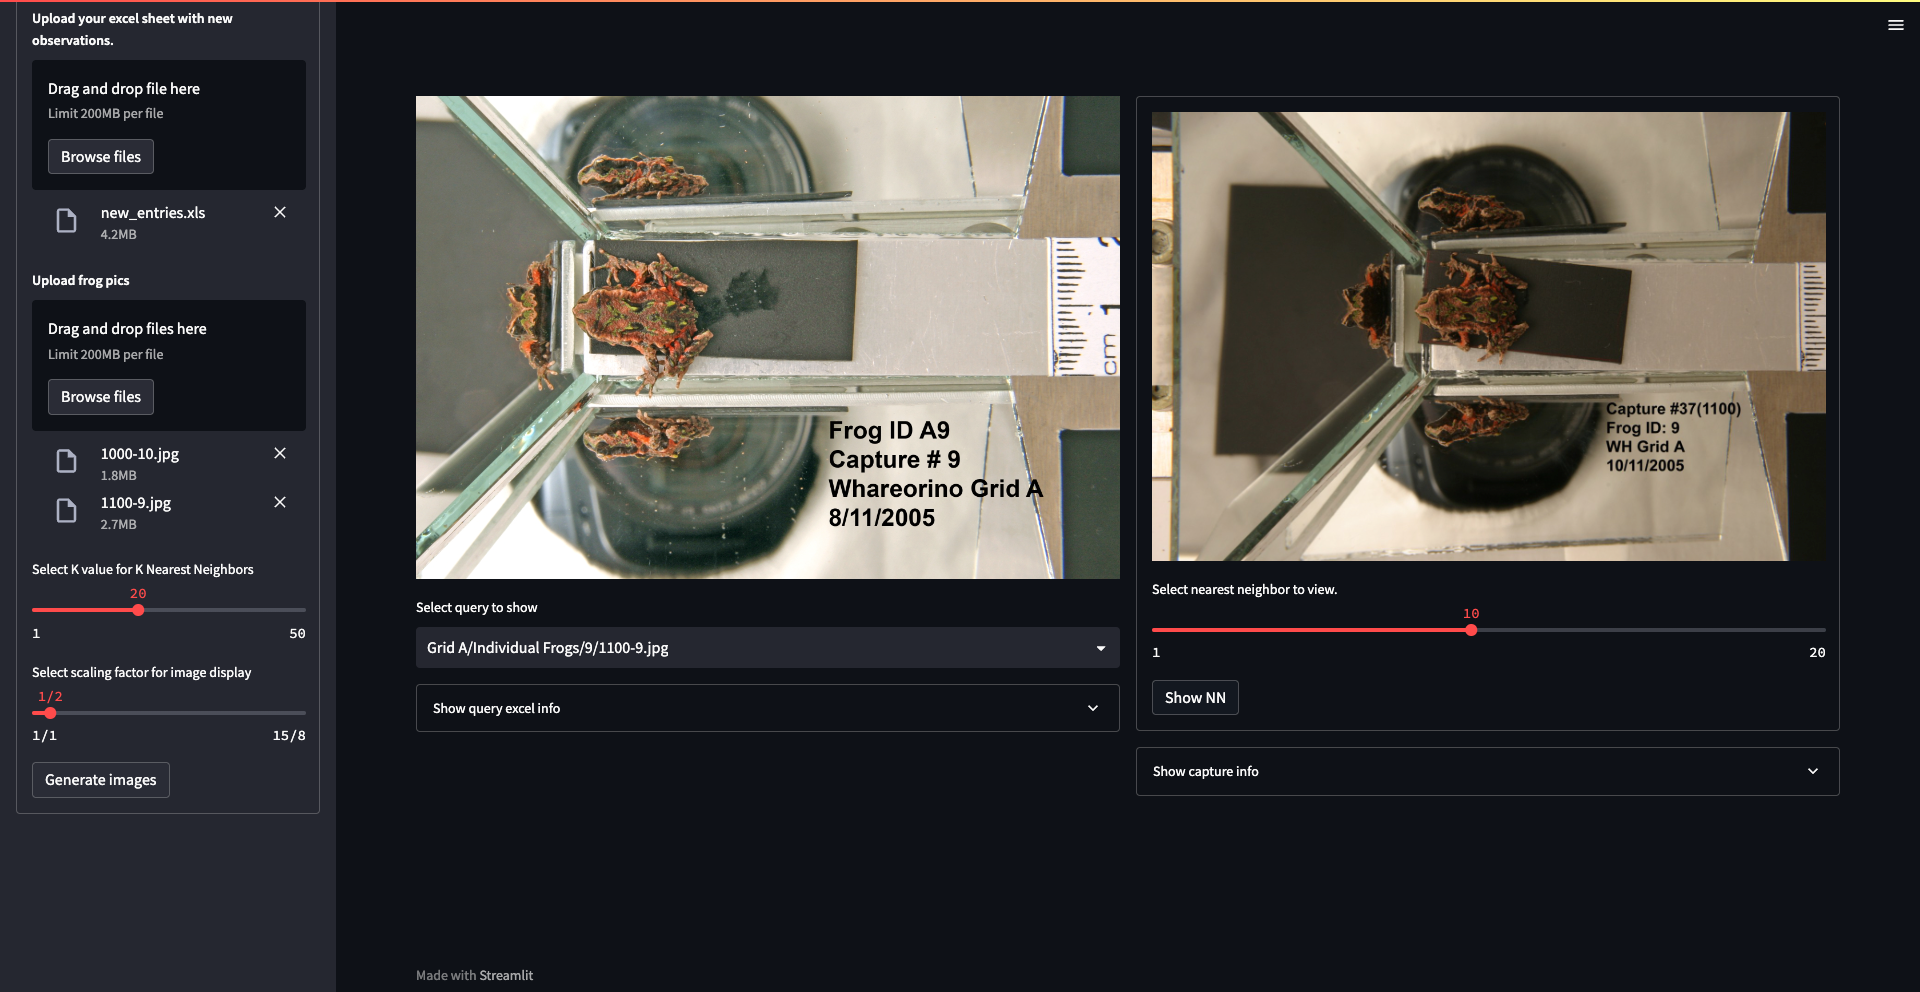 Upload your excel sheet with new
observations.
Drag and drop file here
Limit 200MB per file
Browse files
new_entries.xls
4.2MB
Upload frog pics
Drag and drop files here
Limit 200MB per file
Browse files
1000-10.jpg
1.8MB
1100-9.jpg
2.7MB
Select K value for K Nearest Neighbors
20
1 50
Select scaling factor for image display
1/2
1/1 15/8
Generate images
cm 1 2
Frog ID A9
Capture # 9
Whareorino Grid A
8/11/2005
Select query to show
Grid A/Individual Frogs/9/1100-9.jpg
Show query excel info
Capture #37(1100)
Frog ID: 9
WH Grid A
10/11/2005
Select nearest neighbor to view.
10
1 20
Show NN
Show capture info
Made with Streamlit